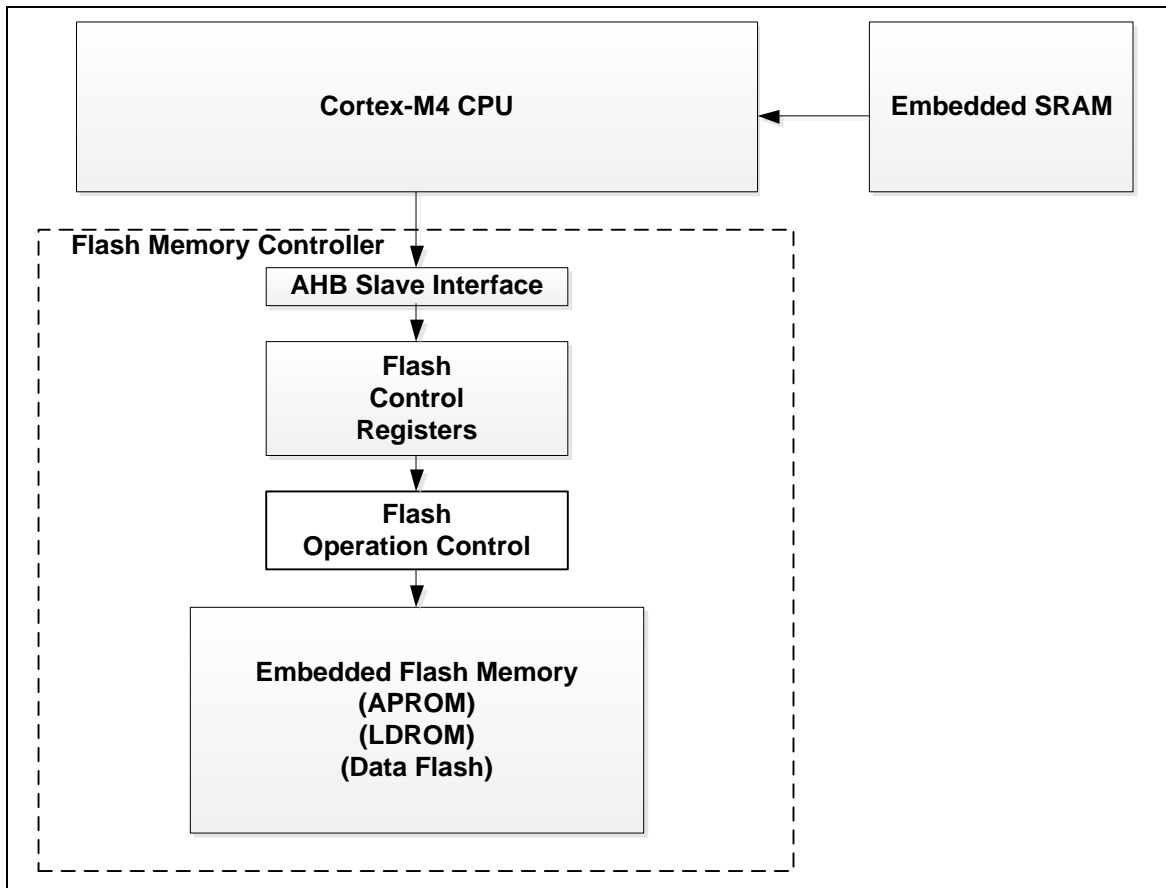 Cortex-M4 CPU
Embedded SRAM
Flash Memory Controller
AHB Slave Interface
Flash
Control
Registers
Flash
Operation Control
Embedded Flash Memory
(APROM)
(LDROM)
(Data Flash)